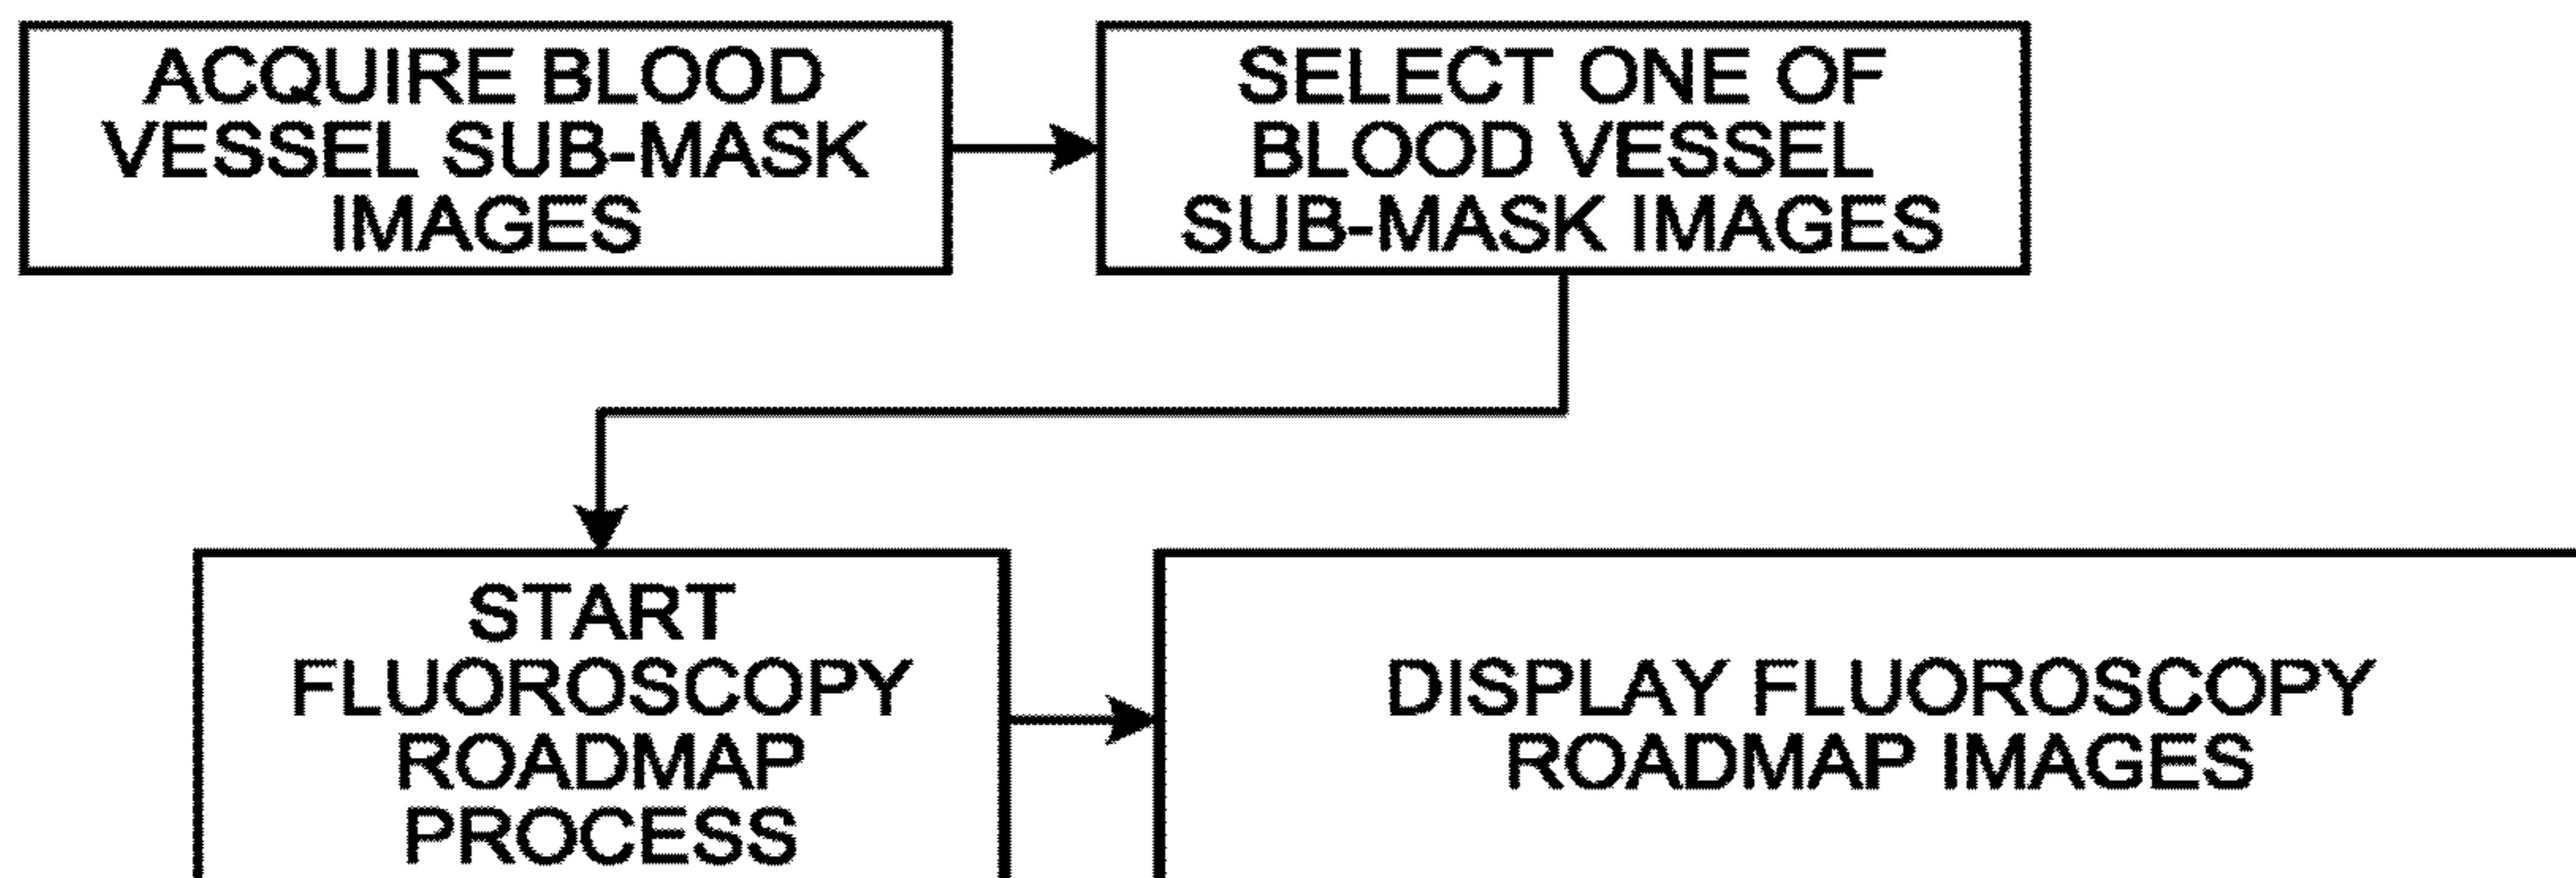 ACQUIRE BLOOD
VESSEL SUB-MASK
IMAGES
SELECT ONE OF
BLOOD VESSEL
SUB-MASK IMAGES
START
FLUOROSCOPY
ROADMAP
PROCESS
DISPLAY FLUOROSCOPY
ROADMAP IMAGES